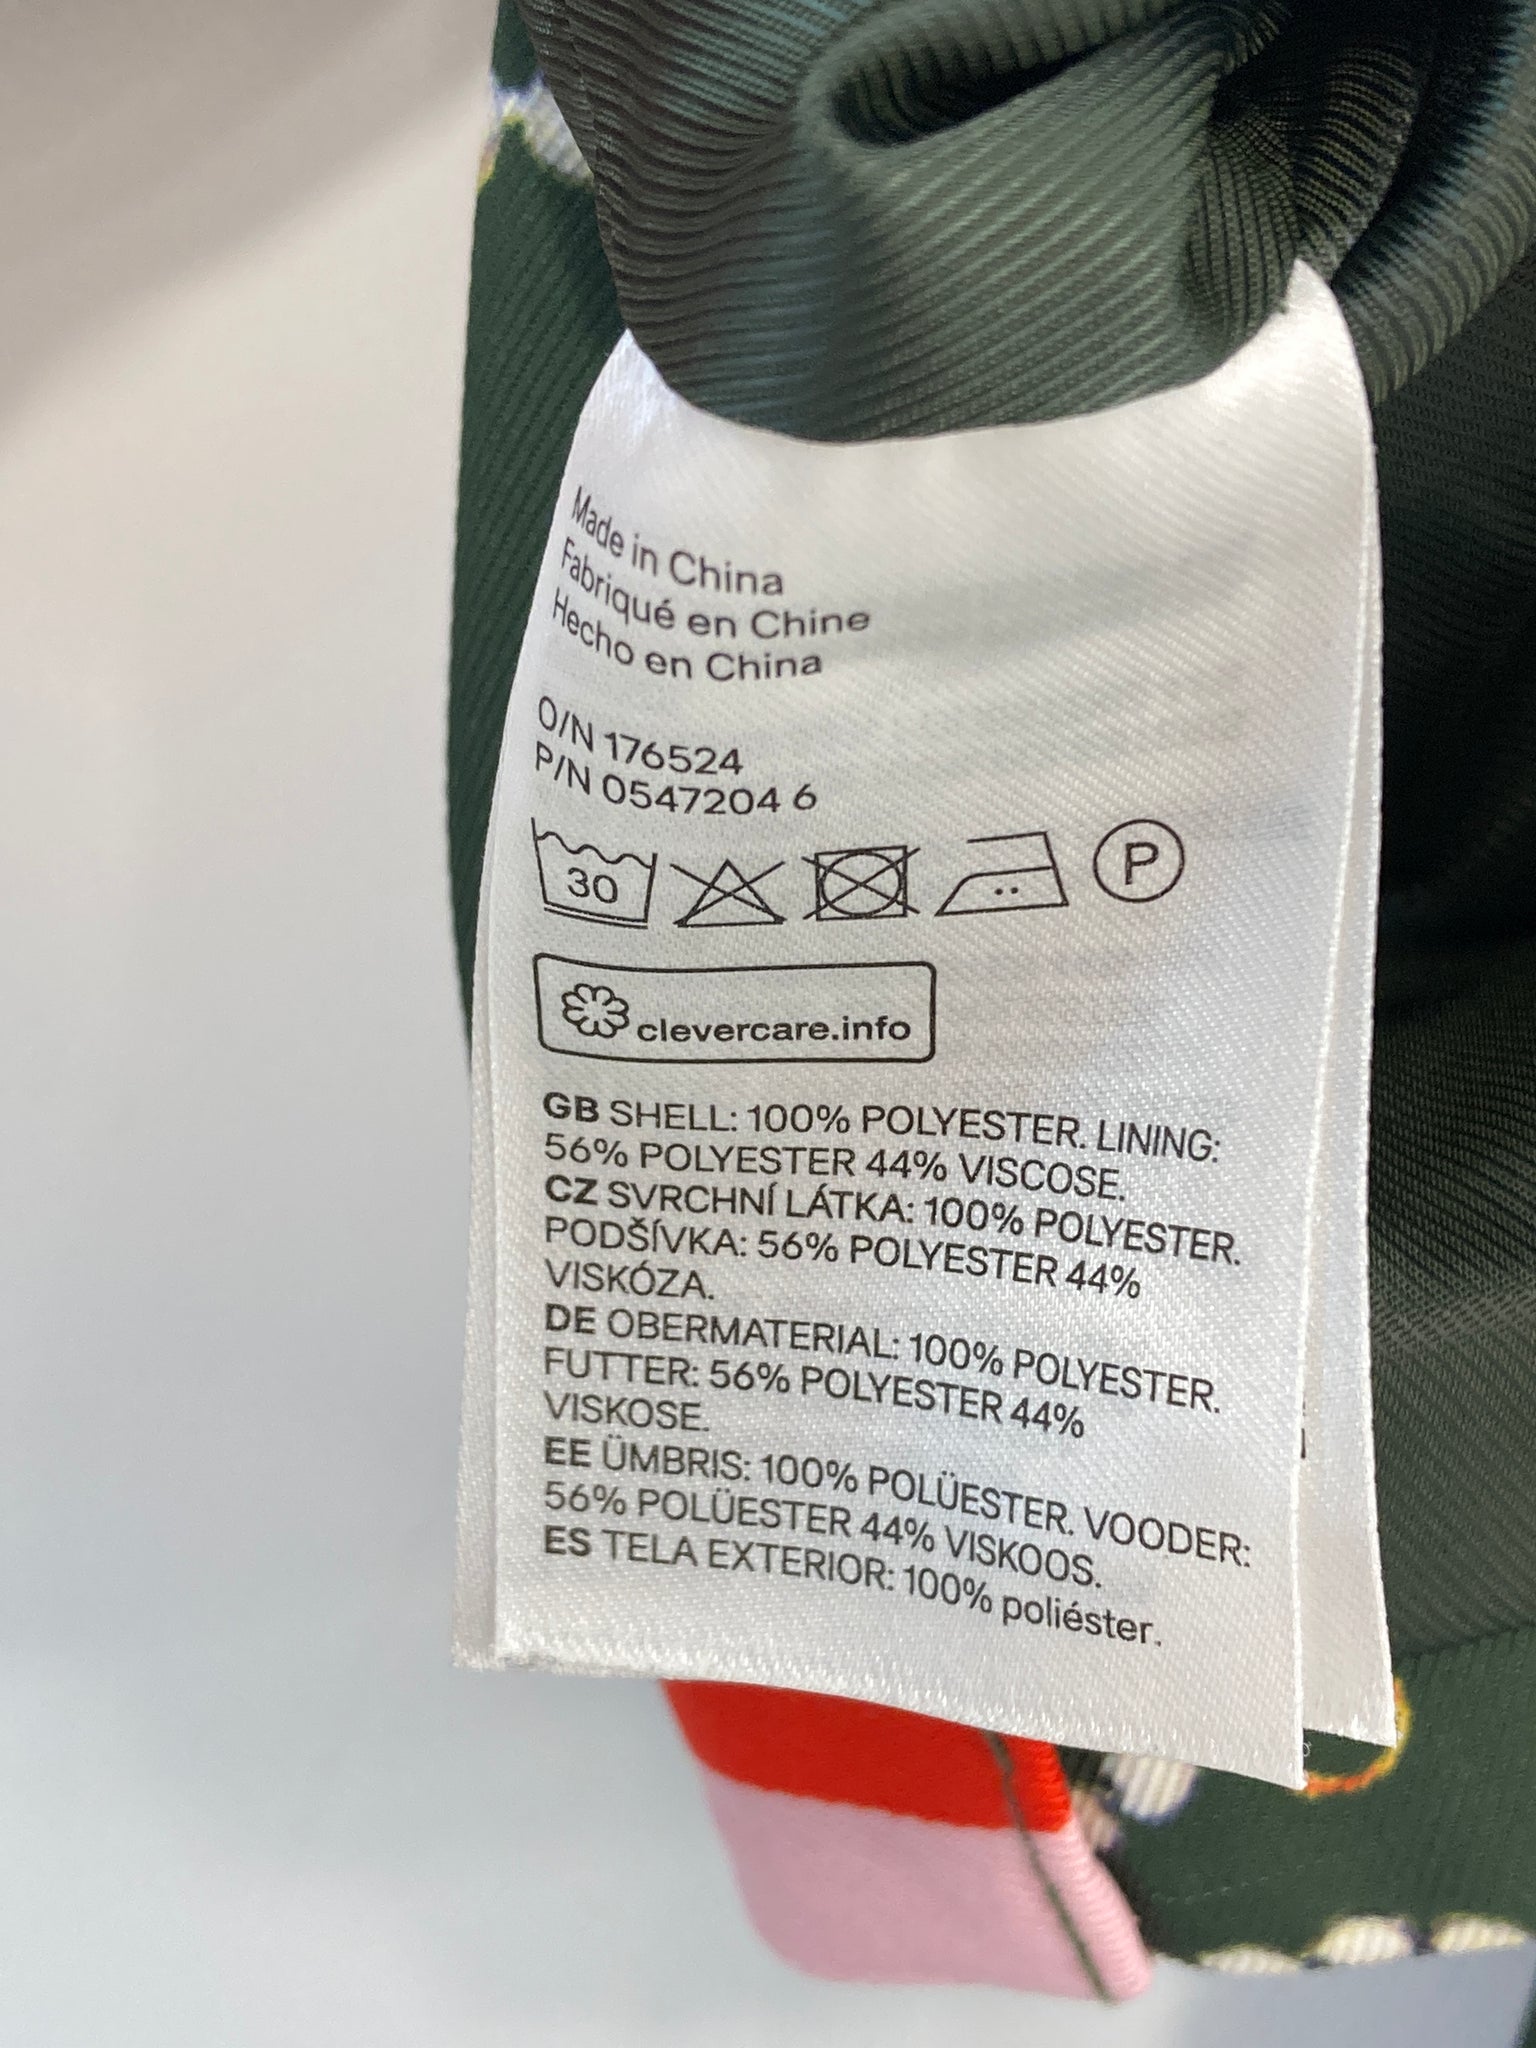 Made in China
Fabriqué en Chine
Hecho en China
O/N 176524
P/N 0547204 6
30
P
clevercare.info
GB SHELL: 100% POLYESTER. LINING:
56% POLYESTER 44% VISCOSE.
CZ SVRCHNÍ LÁTKA: 100% POLYESTER.
PODŠÍVKA: 56% POLYESTER 44%
VISKÓZA.
DE OBERMATERIAL: 100% POLYESTER.
FUTTER: 56% POLYESTER 44%
VISKOSE.
EE ÜMBRIS: 100% POLÜESTER. VOODER:
56% POLÜESTER 44% VISKOOS.
ES TELA EXTERIOR: 100% poliéster.